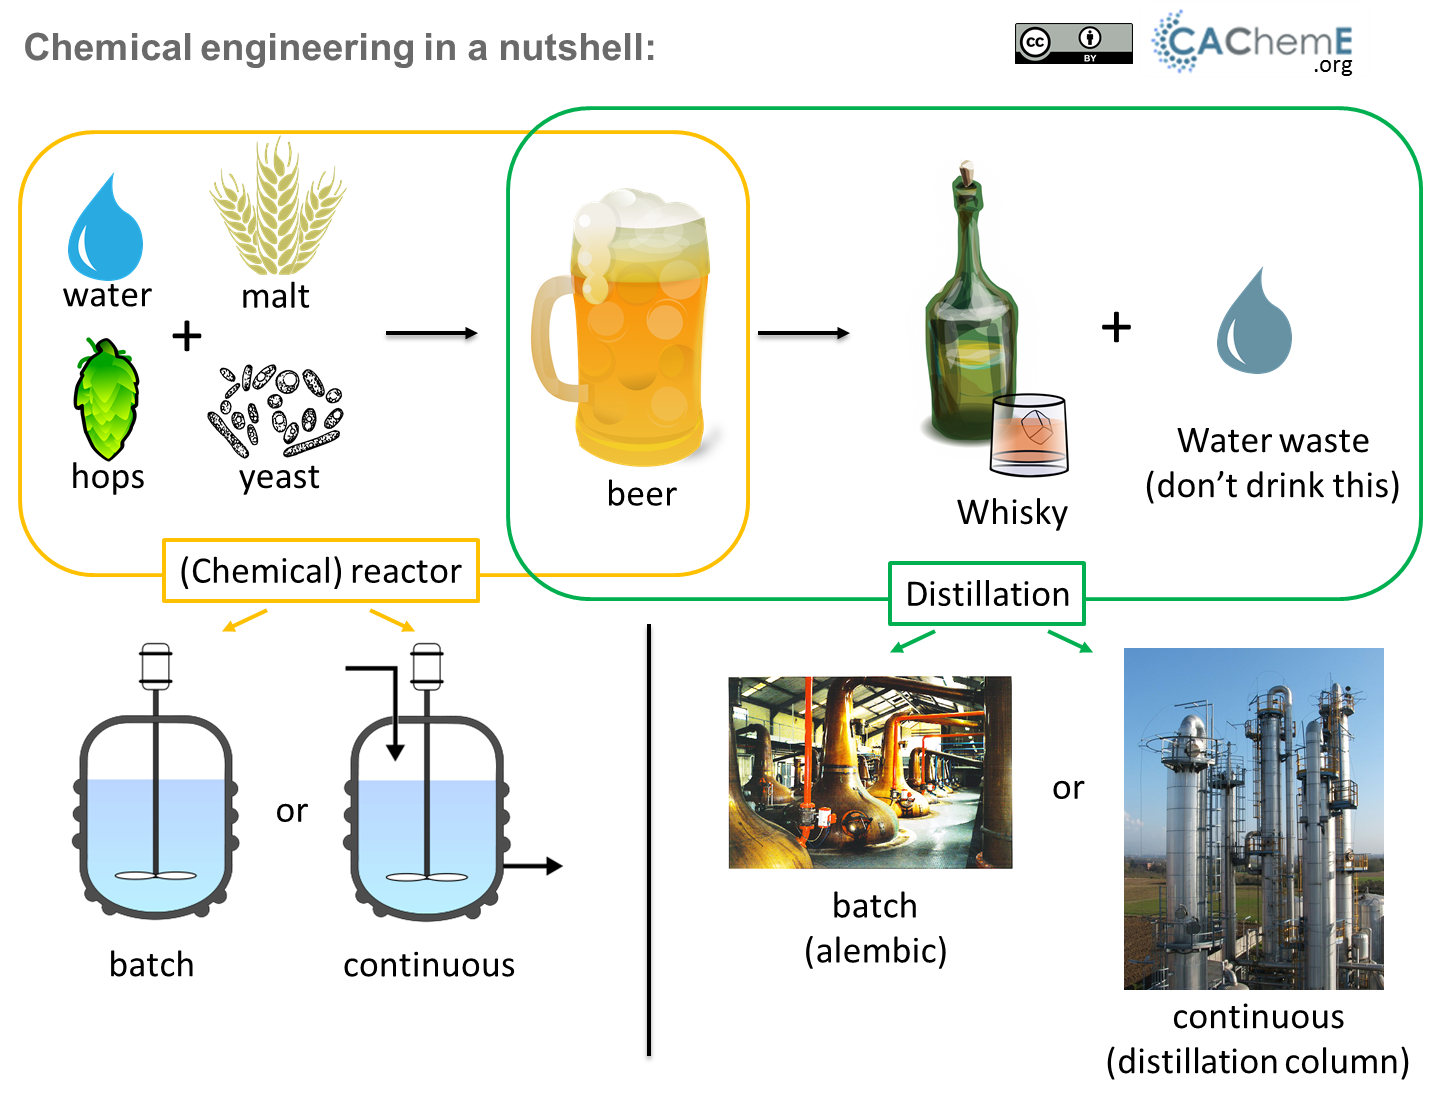 Chemical engineering in a nutshell:
cc
BY
CAChemE
.org
water
malt
+
hops
yeast
beer
Whisky
+
Water waste
(don’t drink this)
(Chemical) reactor
Distillation
or
batch
continuous
or
batch
(alembic)
continuous
(distillation column)